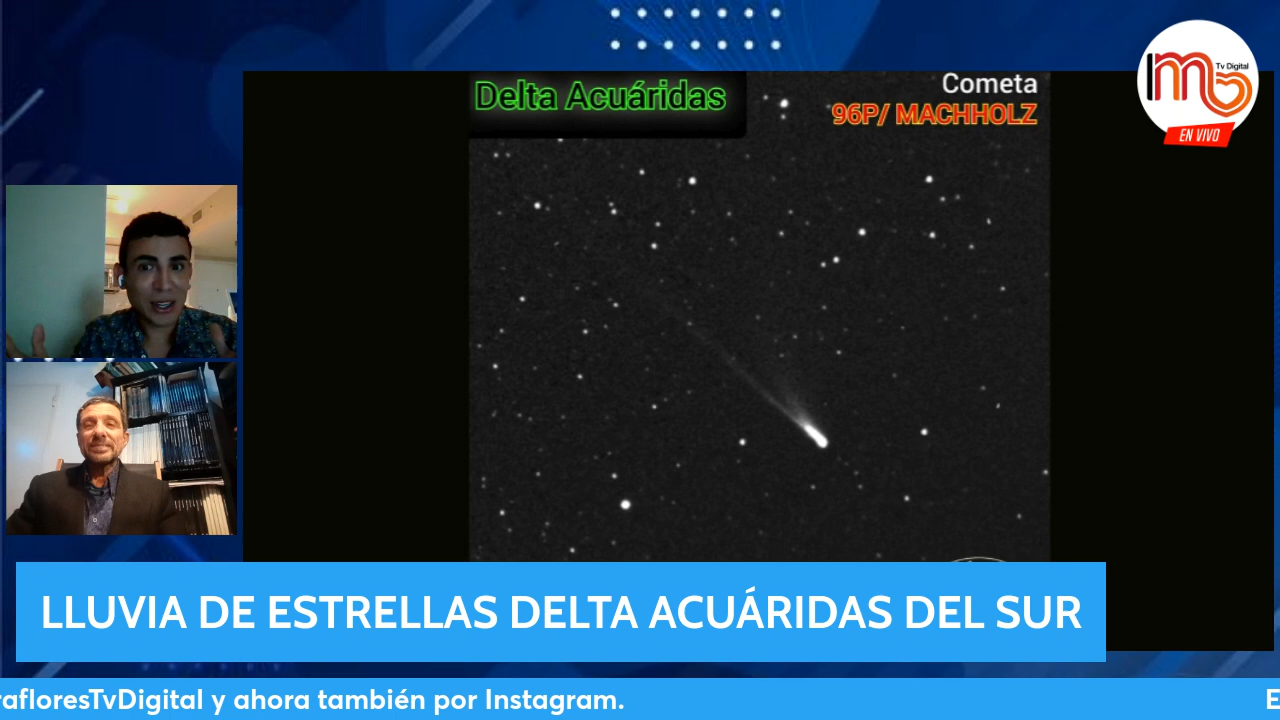 Delta Acuáridas
Cometa
96P/ MACHHOLZ
Tv Digital
EN VIVO
LLUVIA DE ESTRELLAS DELTA ACUÁRIDAS DEL SUR
rafloresTvDigital y ahora también por Instagram.
E